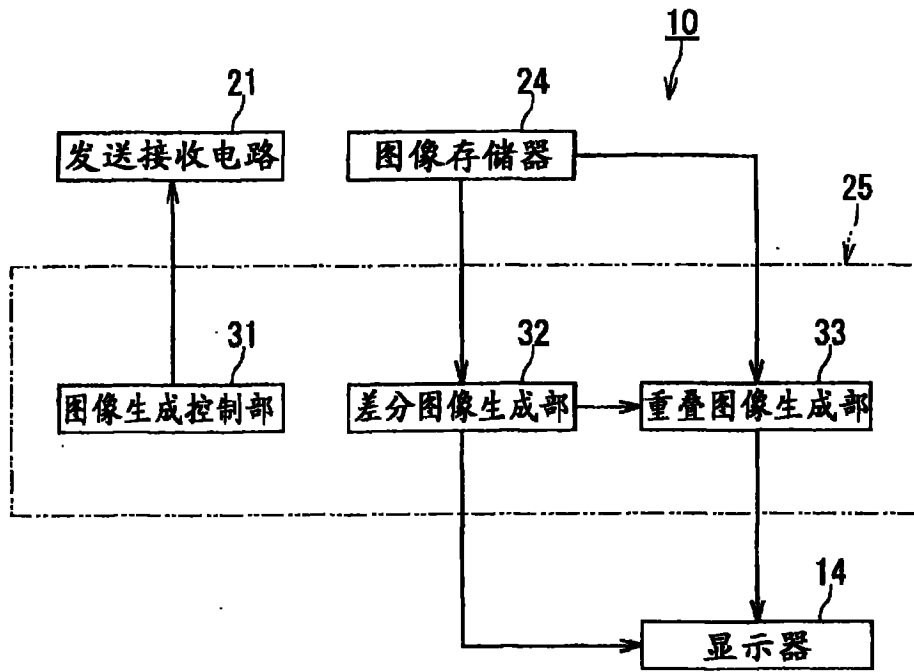 10
21
24
发送接收电路
图像存储器
25
31
32
33
图像生成控制部
差分图像生成部
重叠图像生成部
14
显示器